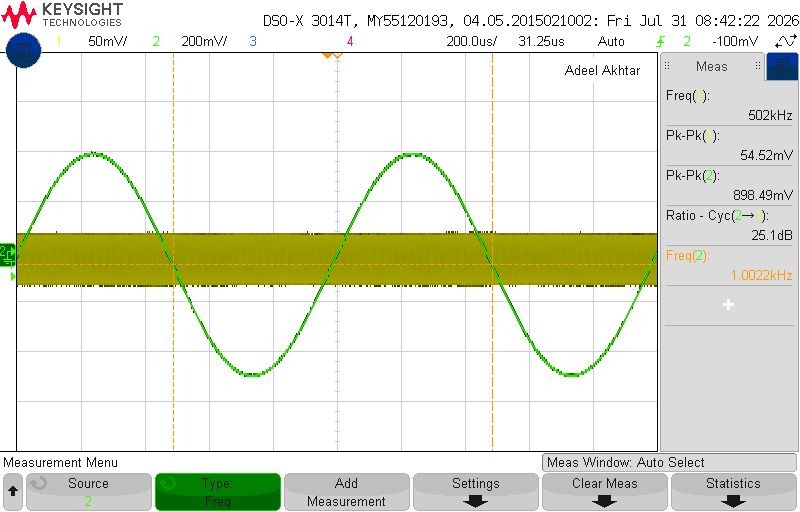 KEYSIGHT
TECHNOLOGIES
DSO-X 3014T, MY55120193, 04.05.2015021002: Fri Jul 31 08:42:22 2026
1 50mV/ 2 200mV/ 3 4 200.0us/ 31.25us Auto 2 -100mV
Adeel Akhtar
Meas
Freq( ):
502kHz
Pk-Pk( ):
54.52mV
Pk-Pk(2):
898.49mV
Ratio - Cyc(2→1):
25.1dB
Freq(2):
1.0022kHz
2
Measurement Menu
Meas Window: Auto Select
Source
2
Type:
Freq
Add
Measurement
Settings
Clear Meas
Statistics